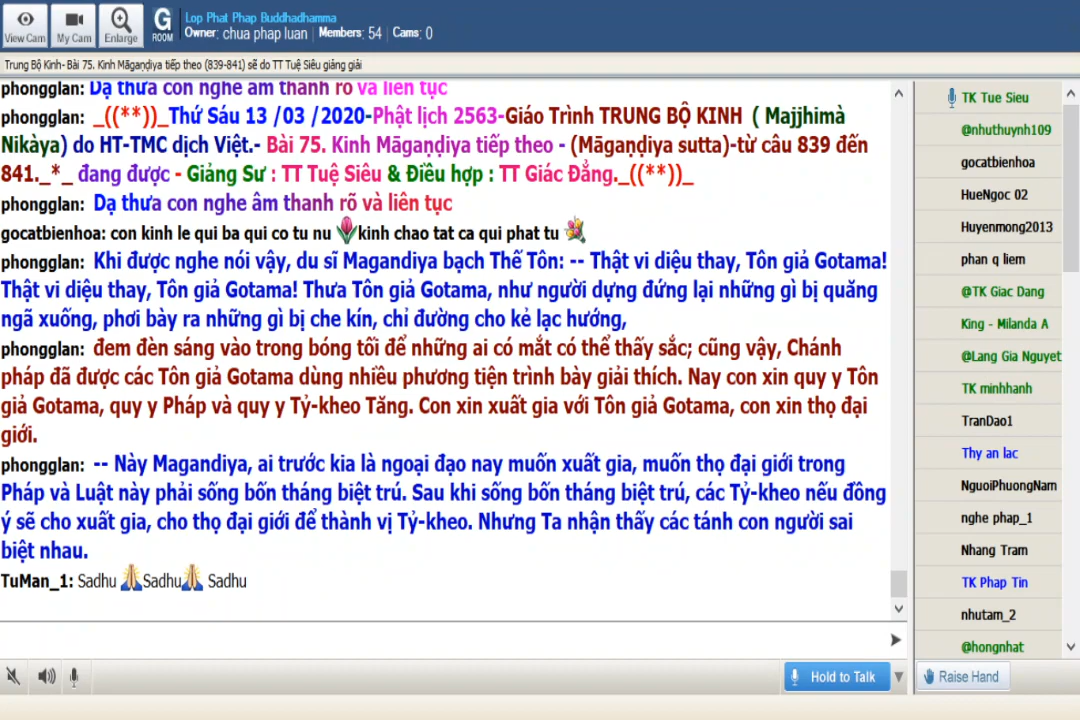 View Cam
My Cam
Enlarge
G
ROOM
Lop Phat Phap Buddhadhamma
Owner: chua phap luan | Members: 54 | Cams: 0
Trung Bộ Kinh- Bài 75. Kinh Māgaṇḍiya tiếp theo (839-841) sẽ do TT Tuệ Siêu giảng giải
phongglan: Dạ thưa con nghe âm thanh rõ và liên tục
phongglan: _((**))_Thứ Sáu 13 /03 /2020-Phật lịch 2563-Giáo Trình TRUNG BỘ KINH ( Majjhimà
Nikàya) do HT-TMC dịch Việt.- Bài 75. Kinh Māgaṇḍiya tiếp theo - (Māgaṇḍiya sutta)-từ câu 839 đến
841._*_ đang được - Giảng Sư : TT Tuệ Siêu & Điều hợp : TT Giác Đẳng._((**))_
phongglan: Dạ thưa con nghe âm thanh rõ và liên tục
gocatbienhoa: con kinh le qui ba qui co tu nu kinh chao tat ca qui phat tu
phongglan: Khi được nghe nói vậy, du sĩ Magandiya bạch Thế Tôn: -- Thật vi diệu thay, Tôn giả Gotama!
Thật vi diệu thay, Tôn giả Gotama! Thưa Tôn giả Gotama, như người dựng đứng lại những gì bị quăng
ngã xuống, phơi bày ra những gì bị che kín, chỉ đường cho kẻ lạc hướng,
phongglan: đem đèn sáng vào trong bóng tối để những ai có mắt có thể thấy sắc; cũng vậy, Chánh
pháp đã được các Tôn giả Gotama dùng nhiều phương tiện trình bày giải thích. Nay con xin quy y Tôn
giả Gotama, quy y Pháp và quy y Tỷ-kheo Tăng. Con xin xuất gia với Tôn giả Gotama, con xin thọ đại
giới.
phongglan: -- Này Magandiya, ai trước kia là ngoại đạo nay muốn xuất gia, muốn thọ đại giới trong
Pháp và Luật này phải sống bốn tháng biệt trú. Sau khi sống bốn tháng biệt trú, các Tỷ-kheo nếu đồng
ý sẽ cho xuất gia, cho thọ đại giới để thành vị Tỷ-kheo. Nhưng Ta nhận thấy các tánh con người sai
biệt nhau.
TuMan_1: Sadhu Sadhu Sadhu
TK Tue Sieu
@nhuthuynh109
gocatbienhoa
HueNgoc 02
Huyenmong2013
phan q liem
@TK Giac Dang
King - Milanda A
@Lang Gia Nguyet
TK minhhanh
TranDao1
Thy an lac
NguoiPhuongNam
nghe phap_1
Nhang Tram
TK Phap Tin
nhutam_2
@hongnhat
Hold to Talk
Raise Hand